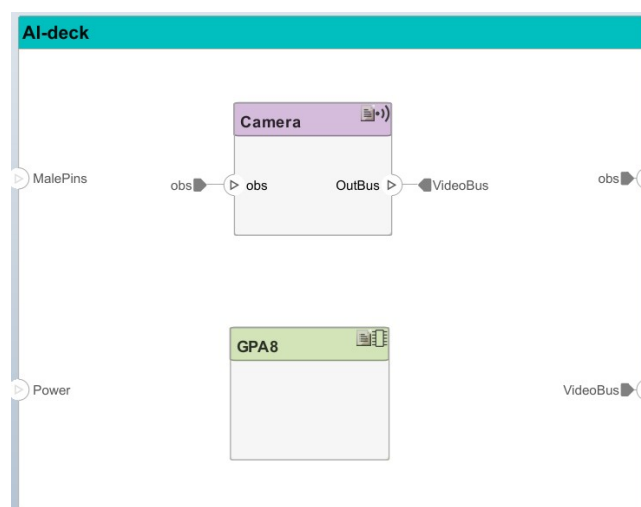 AI-deck
Camera
MalePins
obs
obs
OutBus
VideoBus
obs
GPA8
Power
VideoBus